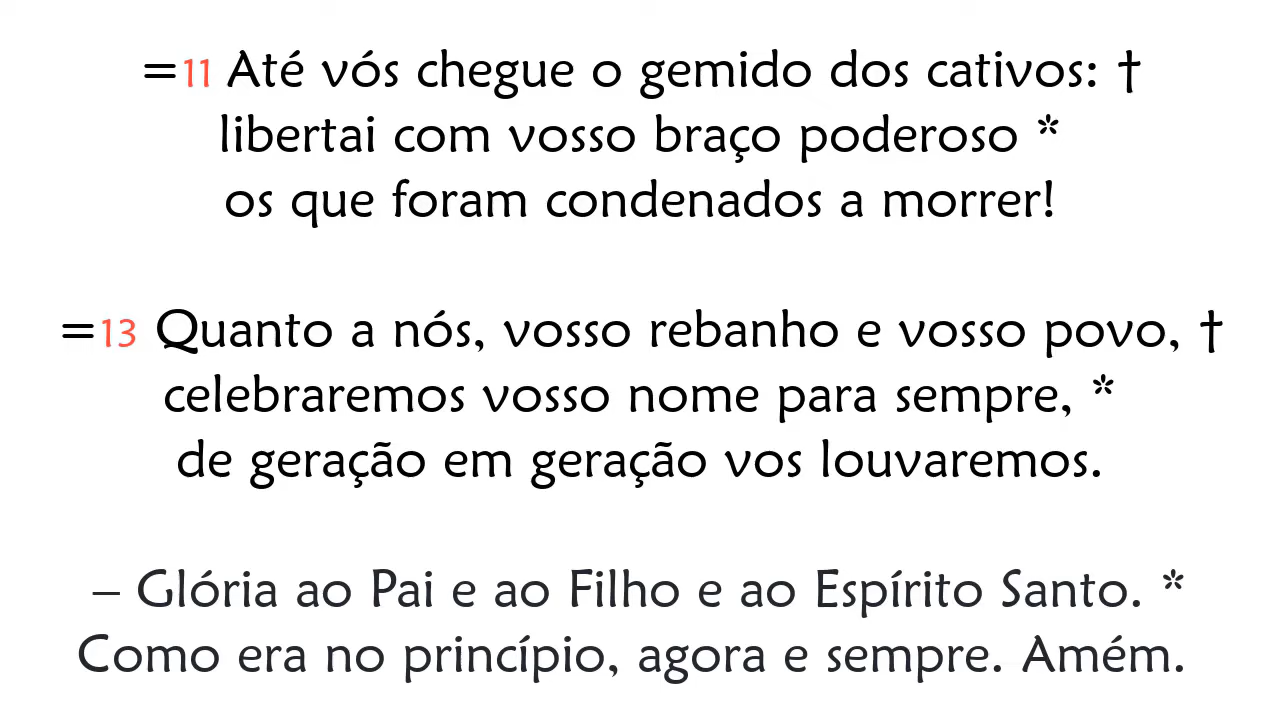 =11 Até vós chegue o gemido dos cativos: †
libertai com vosso braço poderoso *
os que foram condenados a morrer!
=13 Quanto a nós, vosso rebanho e vosso povo, †
celebraremos vosso nome para sempre, *
de geração em geração vos louvaremos.
– Glória ao Pai e ao Filho e ao Espírito Santo. *
Como era no princípio, agora e sempre. Amém.